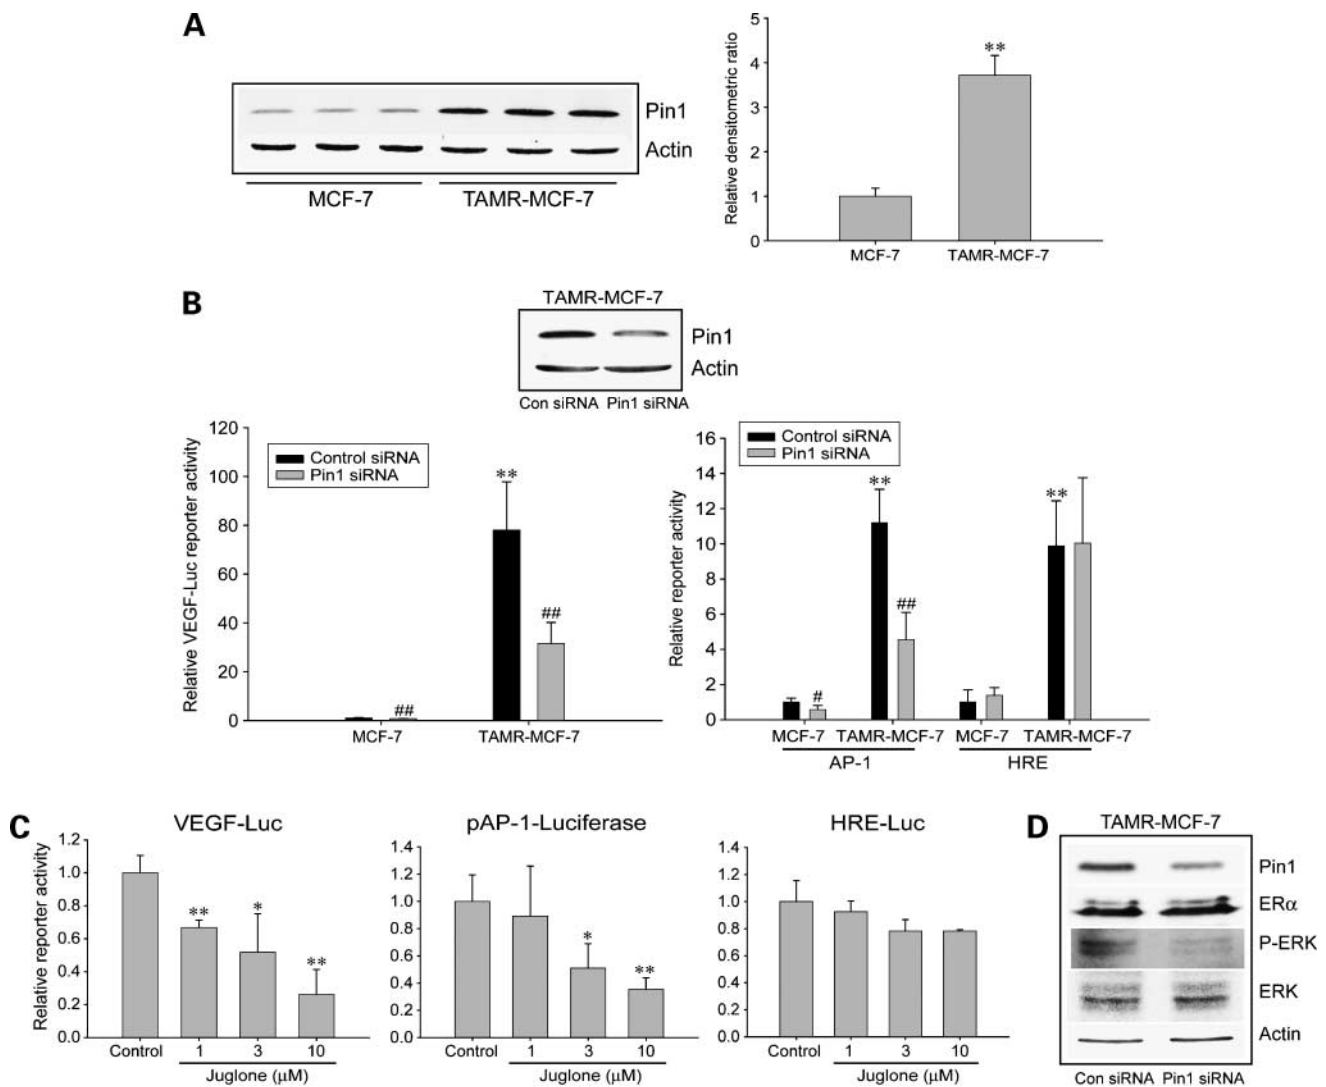 A
Pin1
Actin
MCF-7 TAMR-MCF-7
Relative densitometric ratio
5
4
3
2
1
0
**
MCF-7 TAMR-MCF-7
B
TAMR-MCF-7
Pin1
Actin
Con siRNA Pin1 siRNA
Relative VEGF-Luc reporter activity
120
100
80
60
40
20
0
Control siRNA
Pin1 siRNA
**
##
##
MCF-7 TAMR-MCF-7
Relative reporter activity
16
14
12
10
8
6
4
2
0
Control siRNA
Pin1 siRNA
** **
##
#
MCF-7 TAMR-MCF-7 MCF-7 TAMR-MCF-7
AP-1 HRE
C
VEGF-Luc
Relative reporter activity
1.2
1.0
0.8
0.6
0.4
0.2
0.0
** * **
Control 1 3 10
Juglone (μM)
pAP-1-Luciferase
1.4
1.2
1.0
0.8
0.6
0.4
0.2
0.0
* **
Control 1 3 10
Juglone (μM)
HRE-Luc
1.4
1.2
1.0
0.8
0.6
0.4
0.2
0.0
Control 1 3 10
Juglone (μM)
D
TAMR-MCF-7
Pin1
ERα
P-ERK
ERK
Actin
Con siRNA Pin1 siRNA